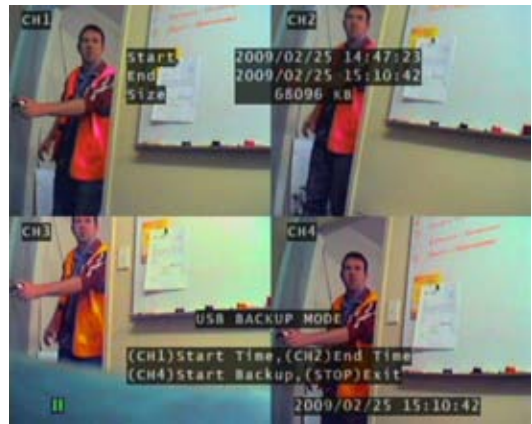 CH1
CH2
Start 2009/02/25 14:47:23
End 2009/02/25 15:10:42
Size 68096 KB
CH3
CH4
USB BACKUP MODE
(CH1)Start Time,(CH2)End Time
(CH4)Start Backup,(STOP)Exit
2009/02/25 15:10:42